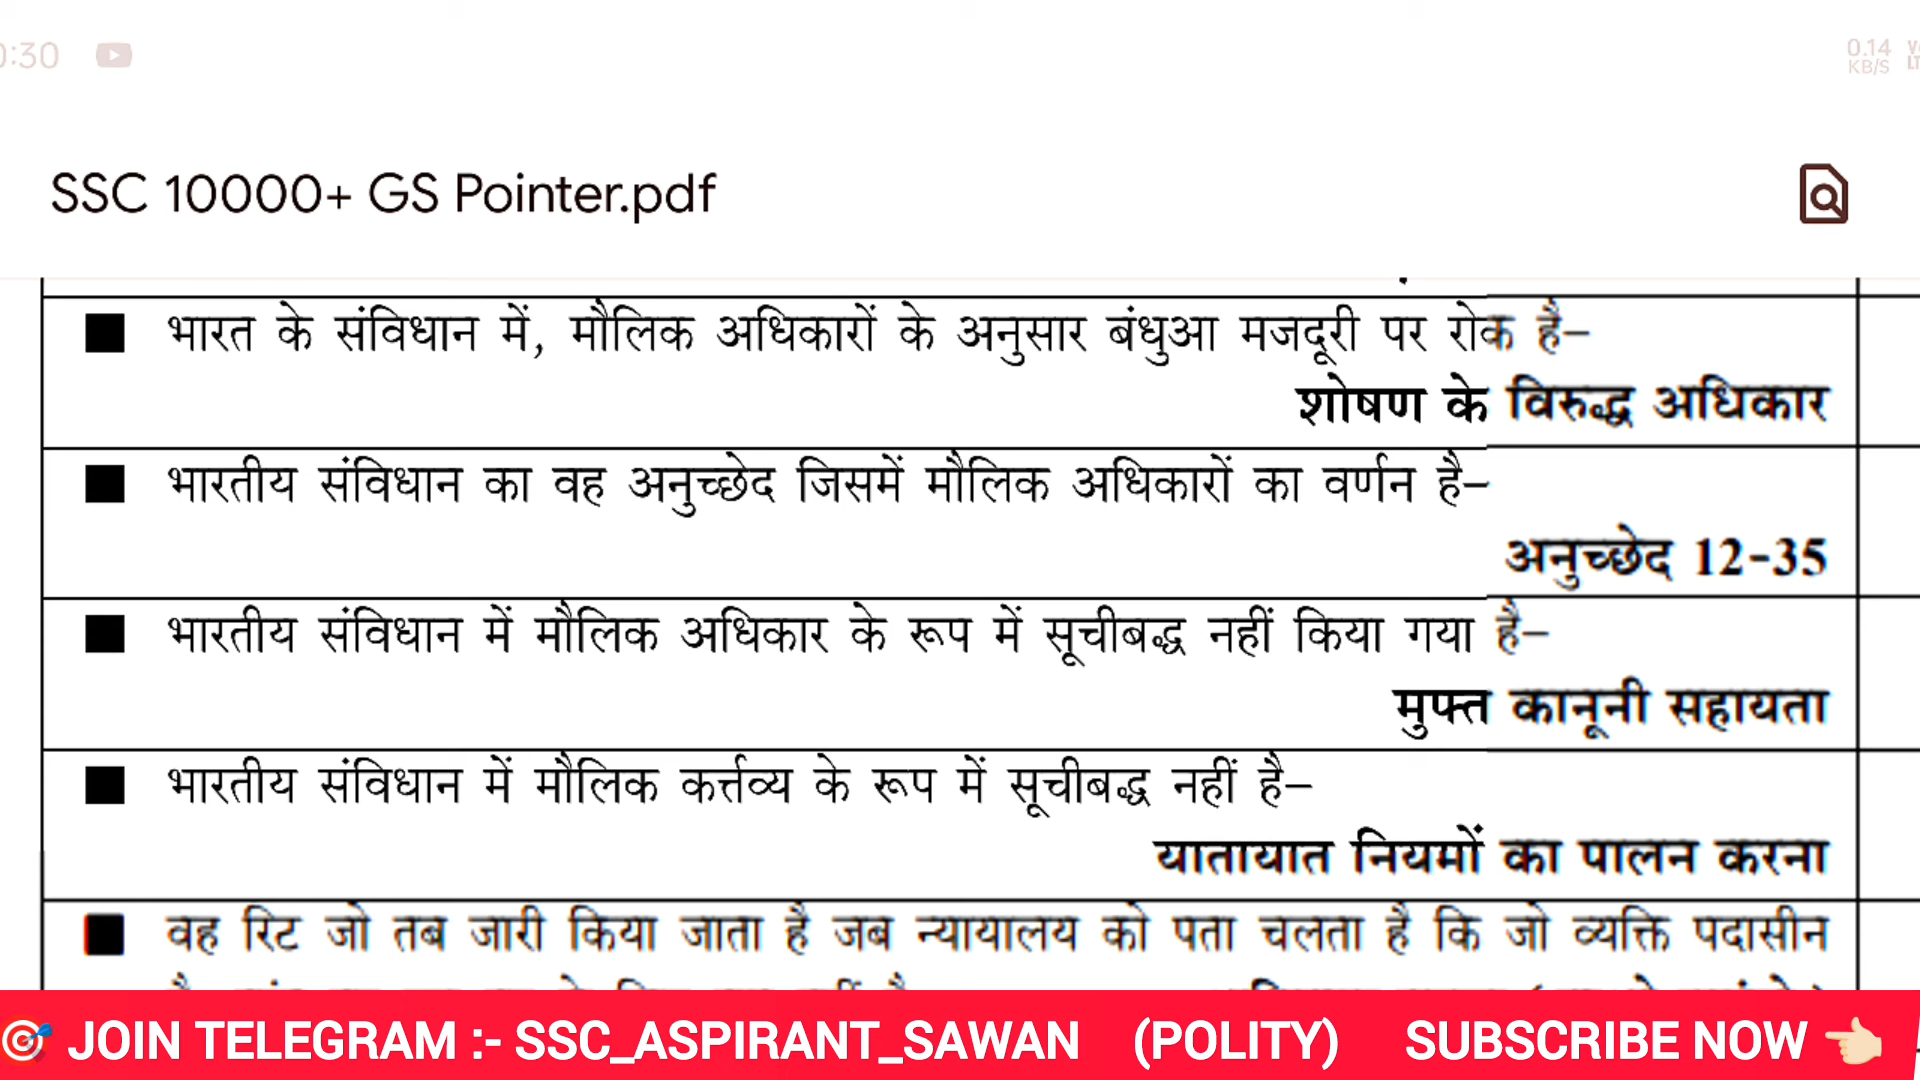 :30
0.14
KB/S
SSC 10000+ GS Pointer.pdf
भारत के संविधान में, मौलिक अधिकारों के अनुसार बंधुआ मजदूरी पर रोक है–
शोषण के विरुद्ध अधिकार
भारतीय संविधान का वह अनुच्छेद जिसमें मौलिक अधिकारों का वर्णन है–
अनुच्छेद 12-35
भारतीय संविधान में मौलिक अधिकार के रूप में सूचीबद्ध नहीं किया गया है–
मुफ्त कानूनी सहायता
भारतीय संविधान में मौलिक कर्त्तव्य के रूप में सूचीबद्ध नहीं है–
यातायात नियमों का पालन करना
वह रिट जो तब जारी किया जाता है जब न्यायालय को पता चलता है कि जो व्यक्ति पदासीन
JOIN TELEGRAM :- SSC_ASPIRANT_SAWAN (POLITY) SUBSCRIBE NOW